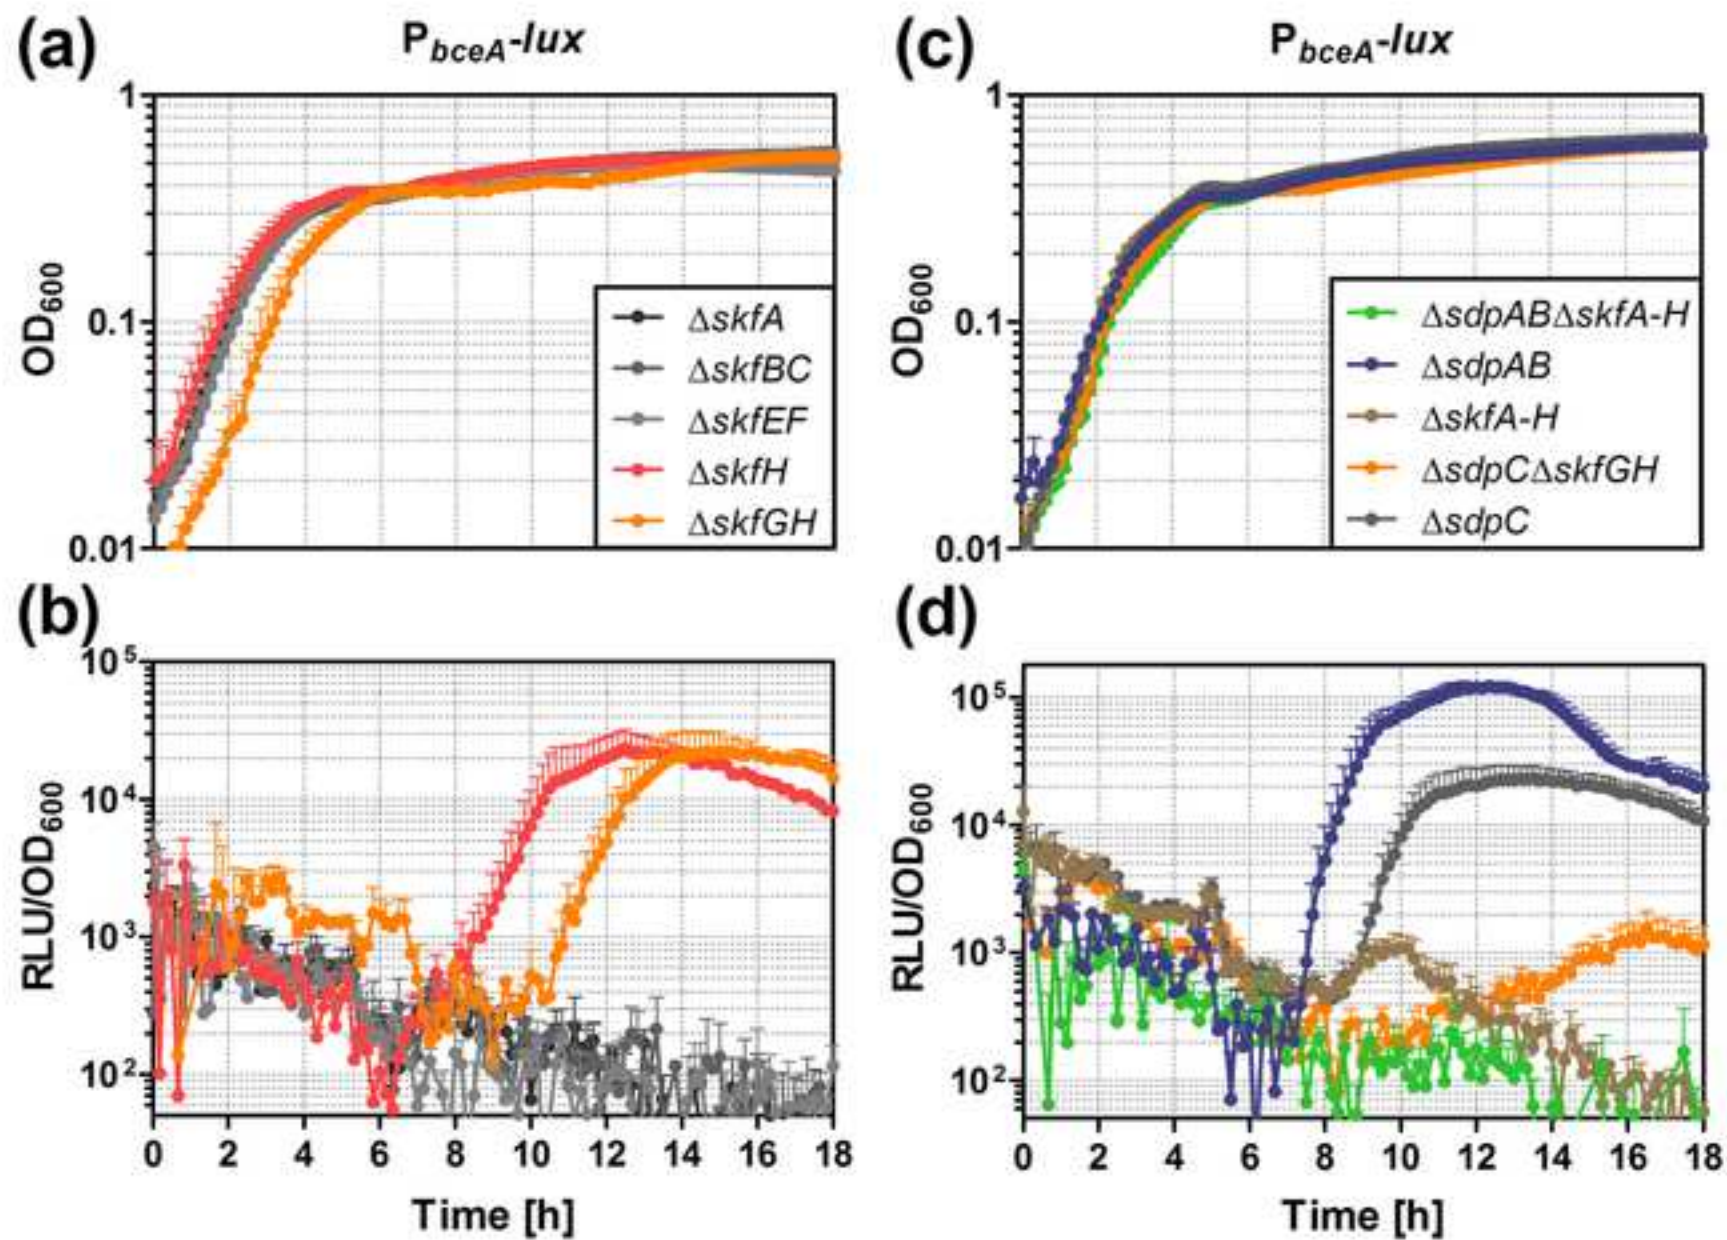 (a)
P_bceA-lux
1
0.1
0.01
OD600
ΔskfA
ΔskfBC
ΔskfEF
ΔskfH
ΔskfGH
(c)
P_bceA-lux
1
0.1
0.01
OD600
ΔsdpABΔskfA-H
ΔsdpAB
ΔskfA-H
ΔsdpCΔskfGH
ΔsdpC
(b)
10^5
10^4
10^3
10^2
RLU/OD600
0 2 4 6 8 10 12 14 16 18
Time [h]
(d)
10^5
10^4
10^3
10^2
RLU/OD600
0 2 4 6 8 10 12 14 16 18
Time [h]